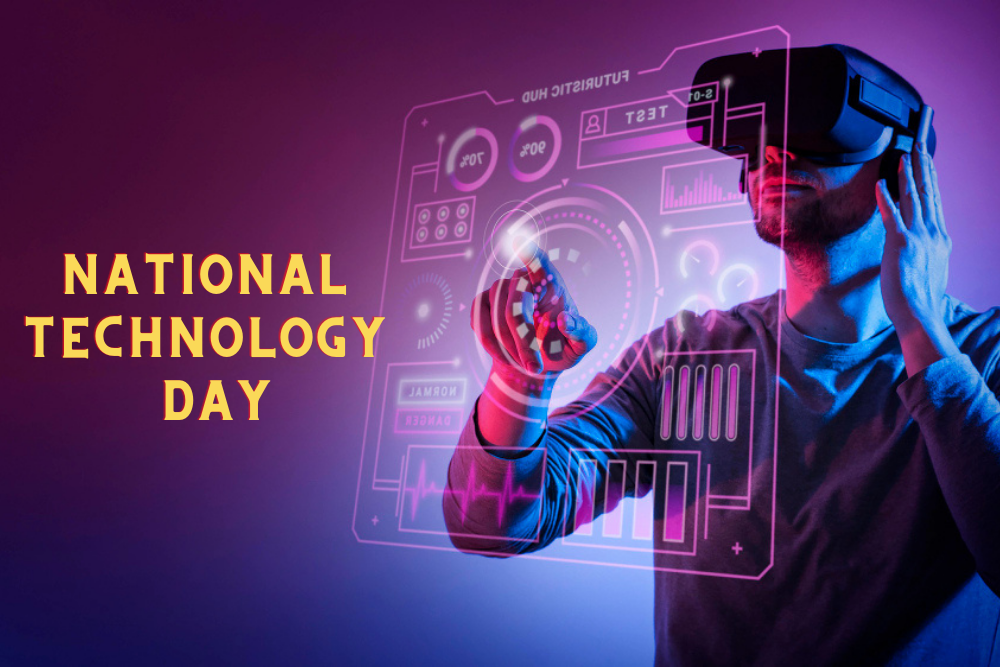 NATIONAL
TECHNOLOGY
DAY
FUTURISTIC HUD
TEST
S-01
70%
90%
NORMAL
DANGER